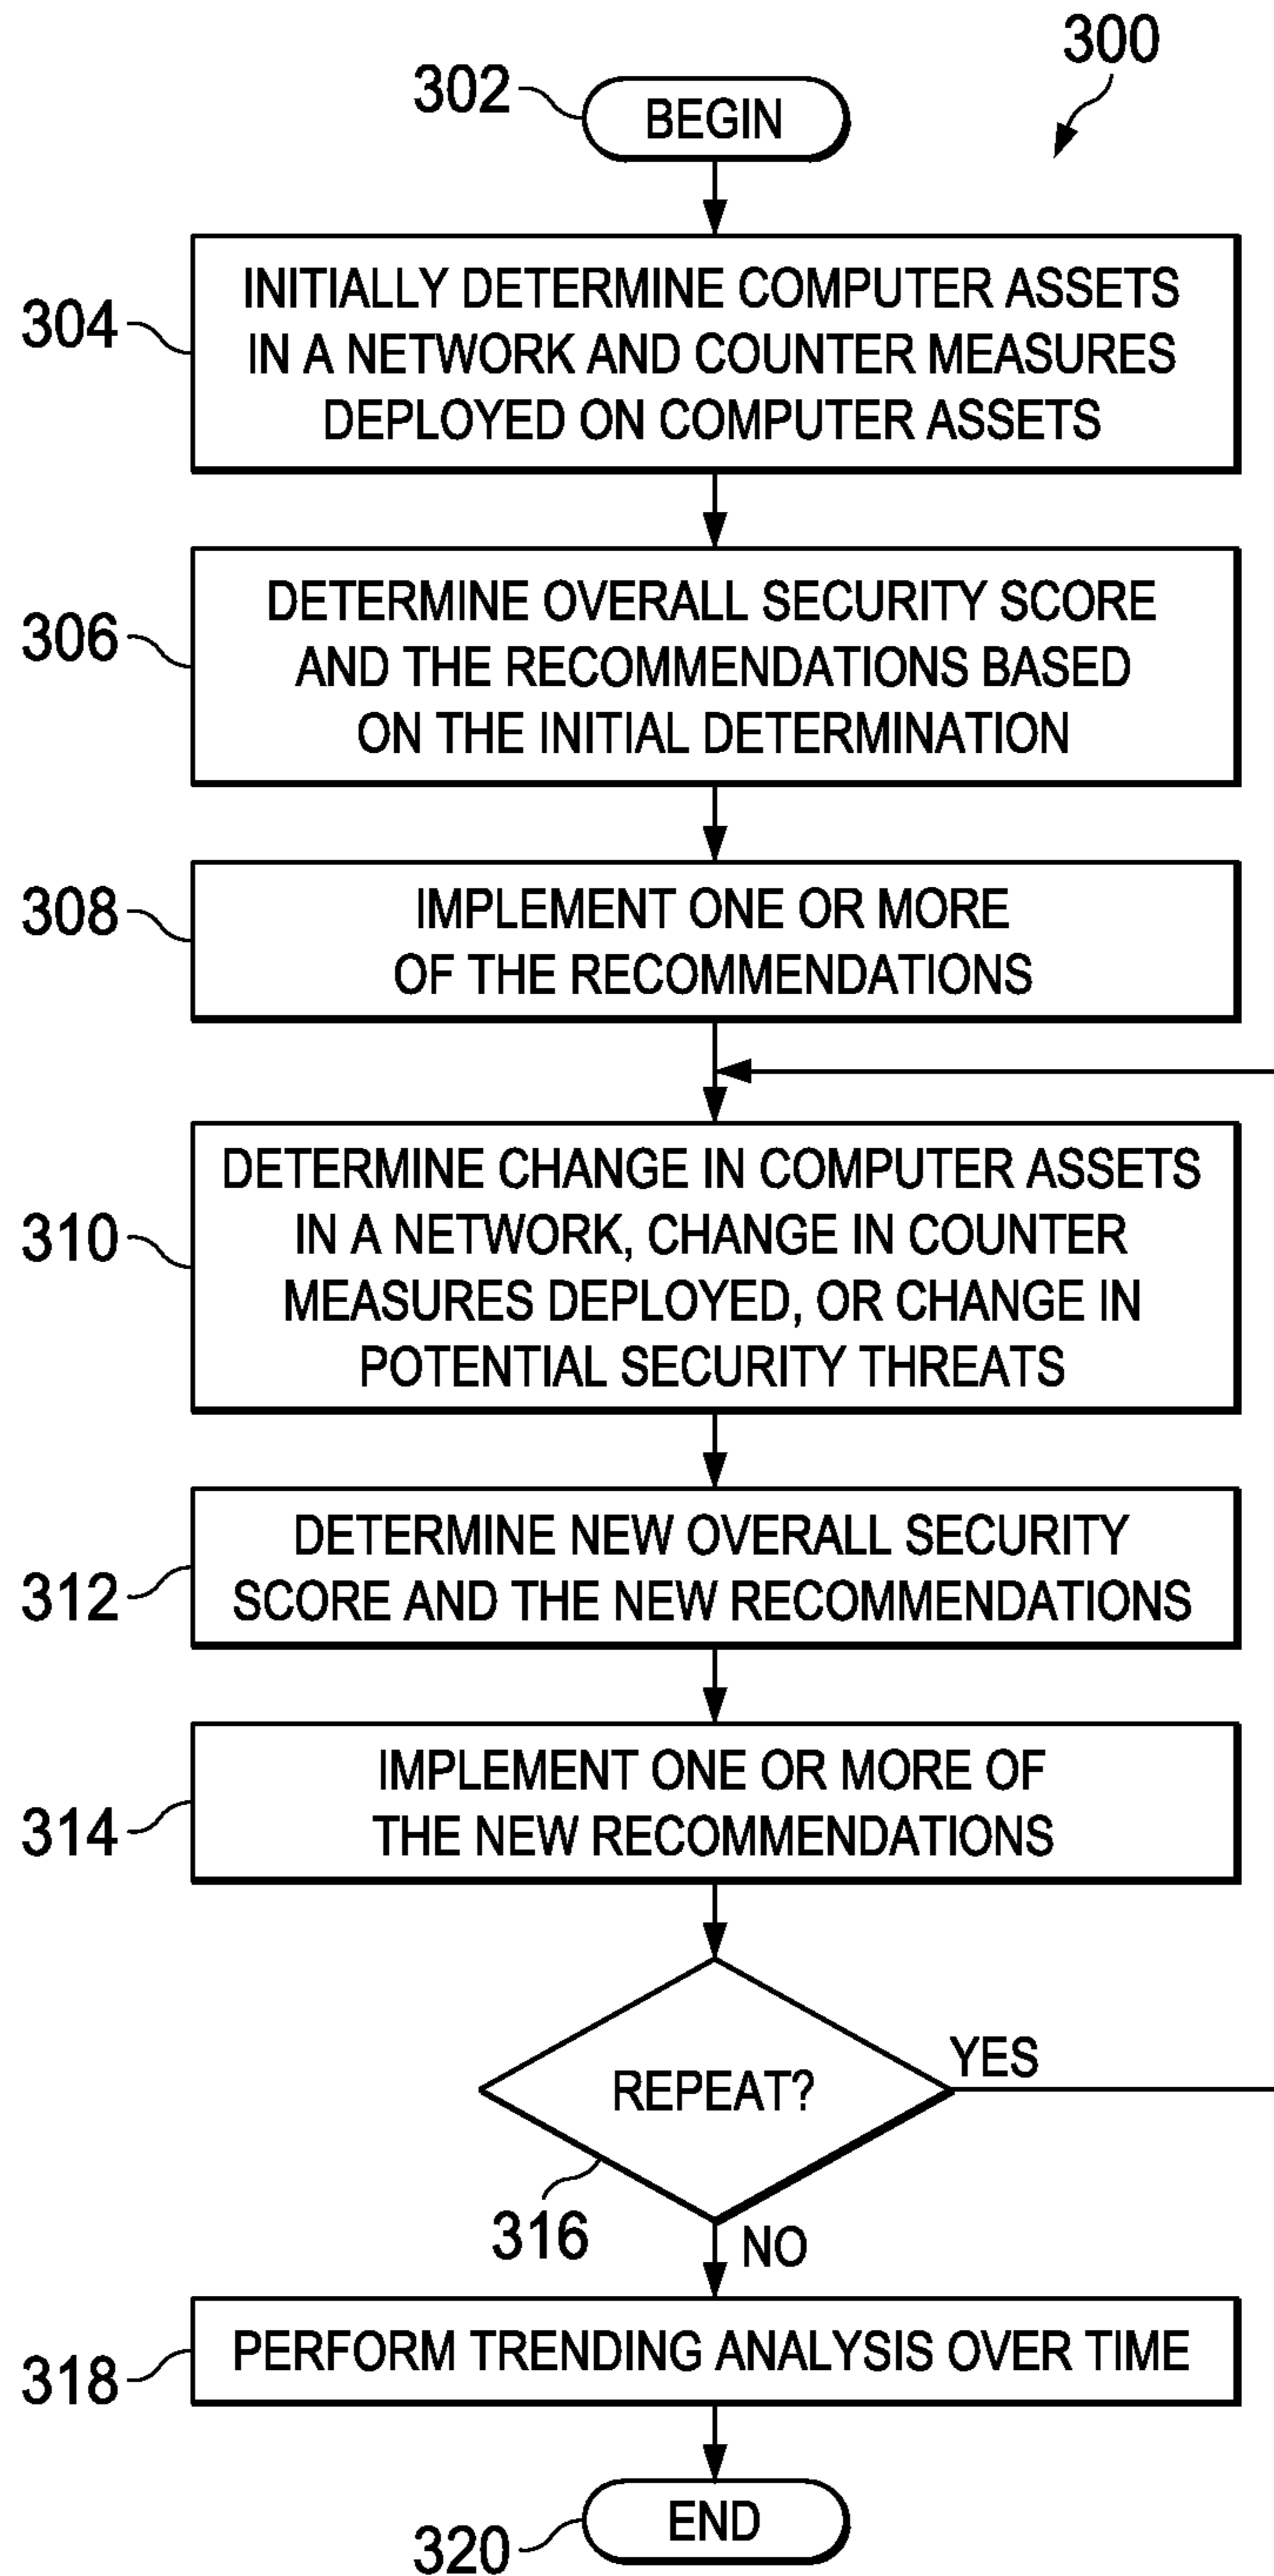 300
302
BEGIN
304
INITIALLY DETERMINE COMPUTER ASSETS
IN A NETWORK AND COUNTER MEASURES
DEPLOYED ON COMPUTER ASSETS
306
DETERMINE OVERALL SECURITY SCORE
AND THE RECOMMENDATIONS BASED
ON THE INITIAL DETERMINATION
308
IMPLEMENT ONE OR MORE
OF THE RECOMMENDATIONS
310
DETERMINE CHANGE IN COMPUTER ASSETS
IN A NETWORK, CHANGE IN COUNTER
MEASURES DEPLOYED, OR CHANGE IN
POTENTIAL SECURITY THREATS
312
DETERMINE NEW OVERALL SECURITY
SCORE AND THE NEW RECOMMENDATIONS
314
IMPLEMENT ONE OR MORE OF
THE NEW RECOMMENDATIONS
REPEAT?
YES
316
NO
318
PERFORM TRENDING ANALYSIS OVER TIME
320
END